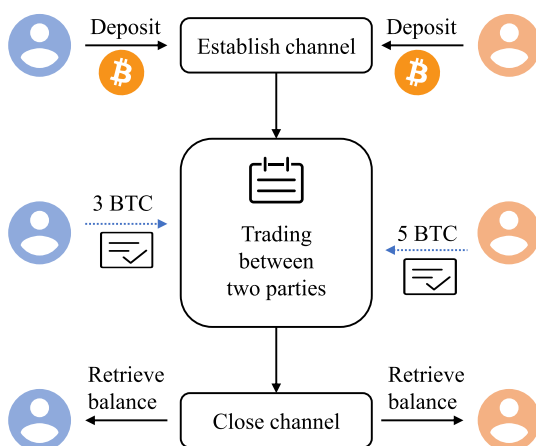 Deposit
Establish channel
Deposit
3 BTC
Trading
between
two parties
5 BTC
Retrieve
balance
Close channel
Retrieve
balance